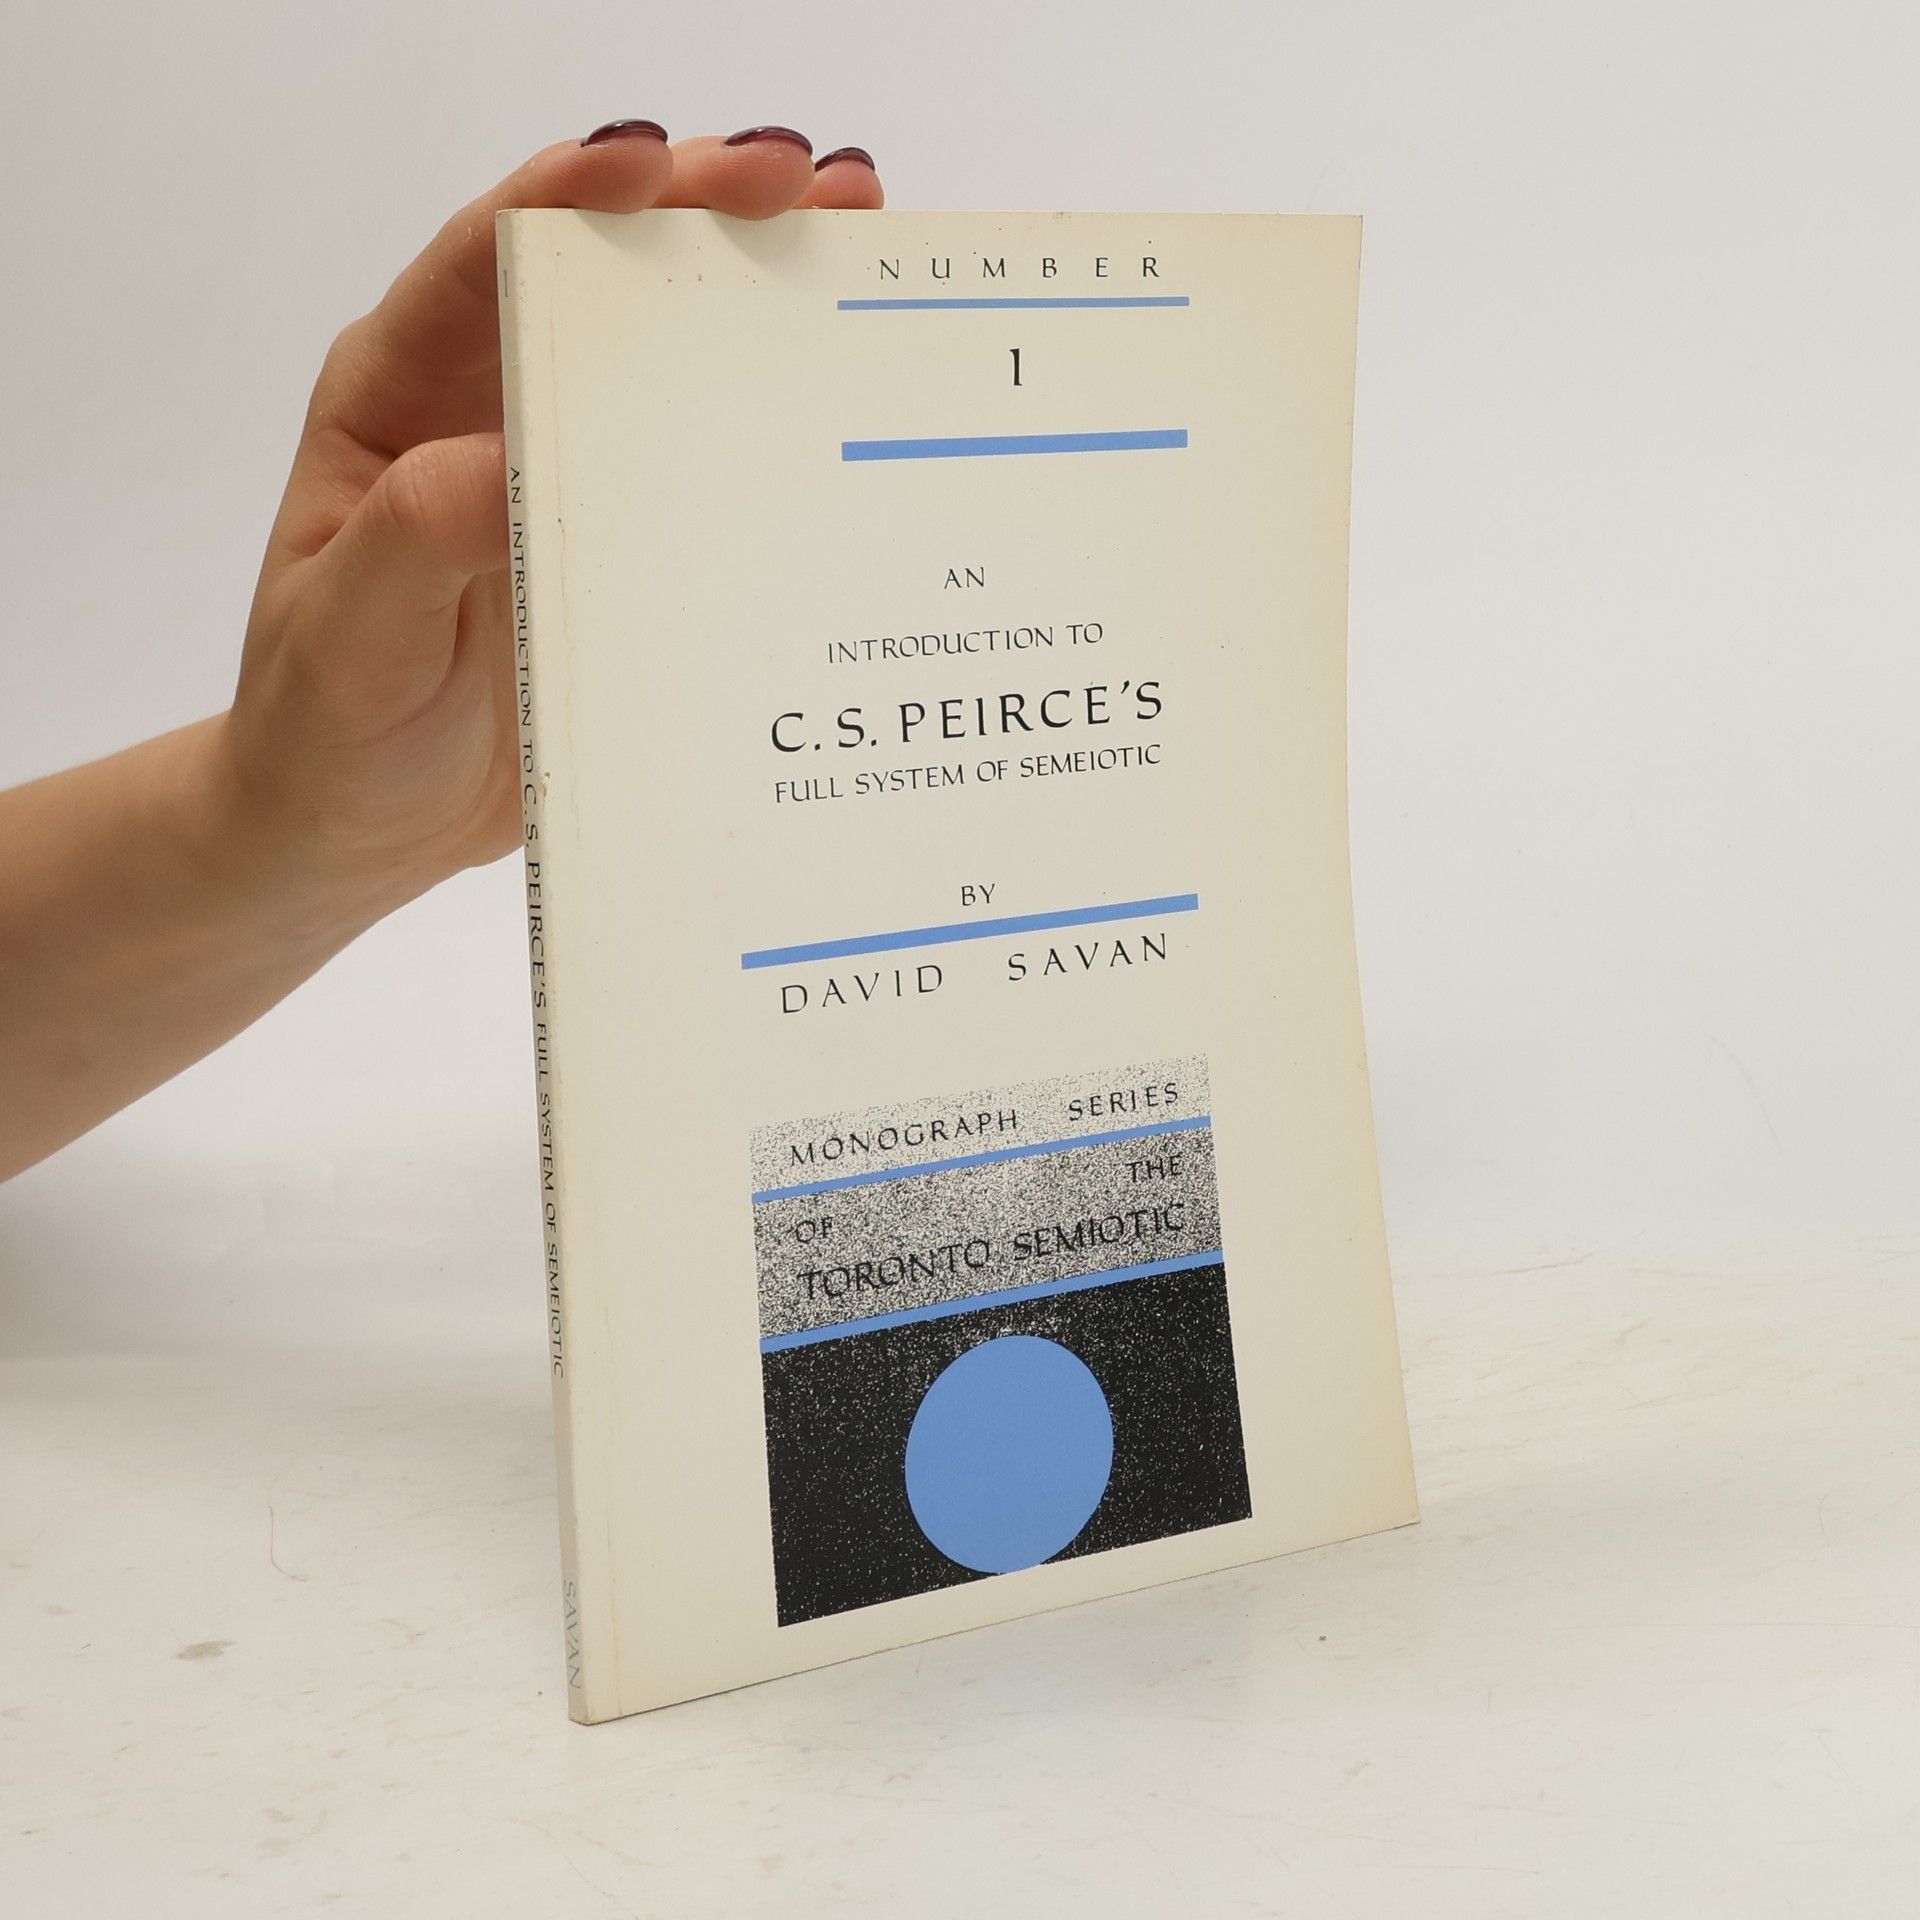 NUMBER
1
AN
INTRODUCTION TO
C. S. PEIRCE'S
FULL SYSTEM OF SEMEIOTIC
BY
DAVID SAVAN
MONOGRAPH SERIES
OF THE
TORONTO SEMIOTIC
1 AN INTRODUCTION TO C. S. PEIRCE'S FULL SYSTEM OF SEMEIOTIC SAVAN